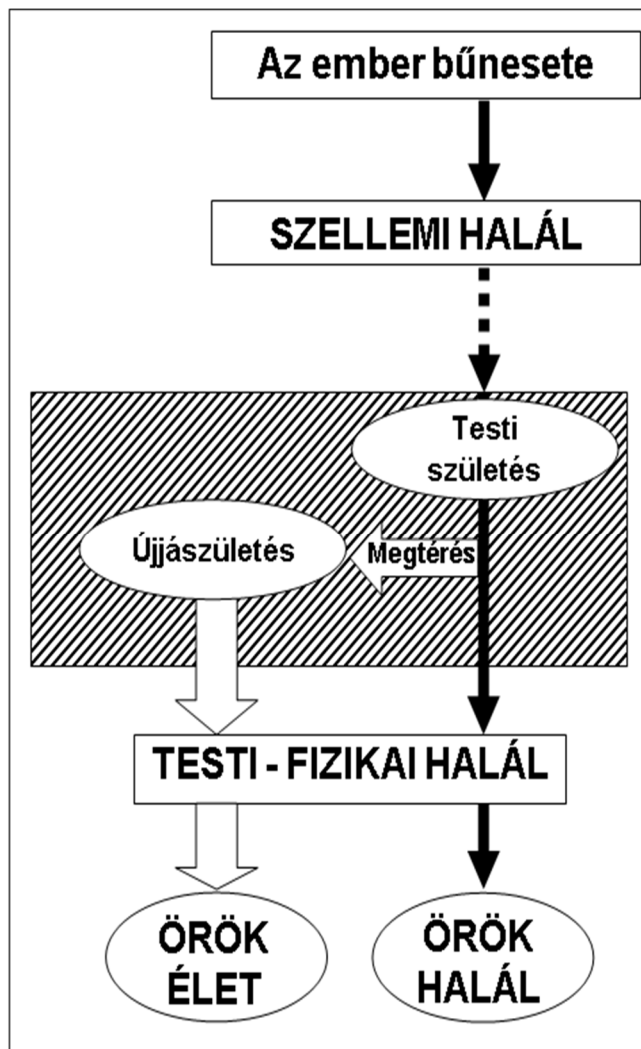 Az ember bűnesete
SZELLEMI HALÁL
Testi
születés
Újjászületés
Megtérés
TESTI - FIZIKAI HALÁL
ÖRÖK
ÉLET
ÖRÖK
HALÁL